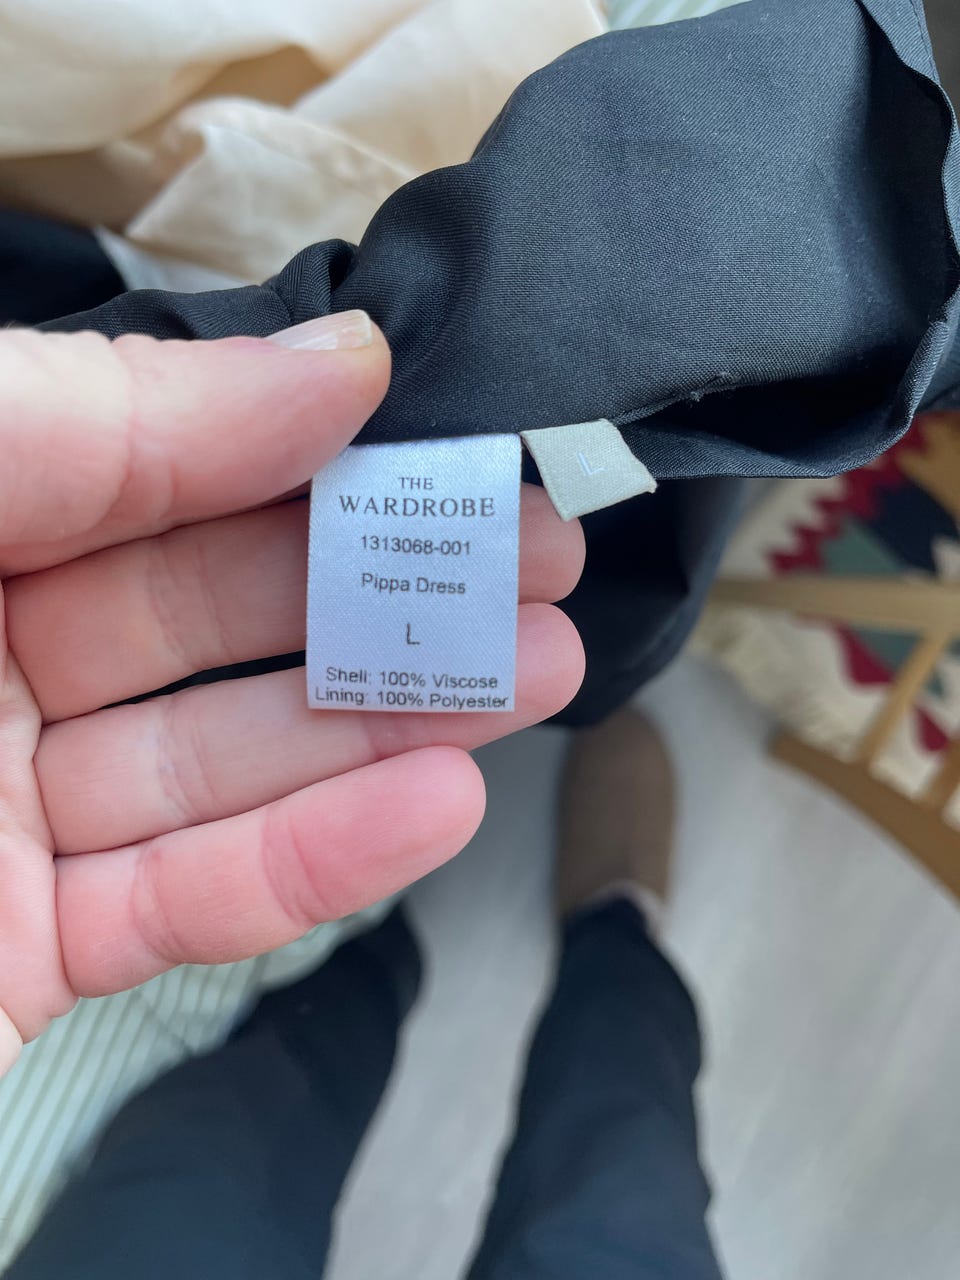 THE
WARDROBE
1313068-001
Pippa Dress
L
Shell: 100% Viscose
Lining: 100% Polyester
L